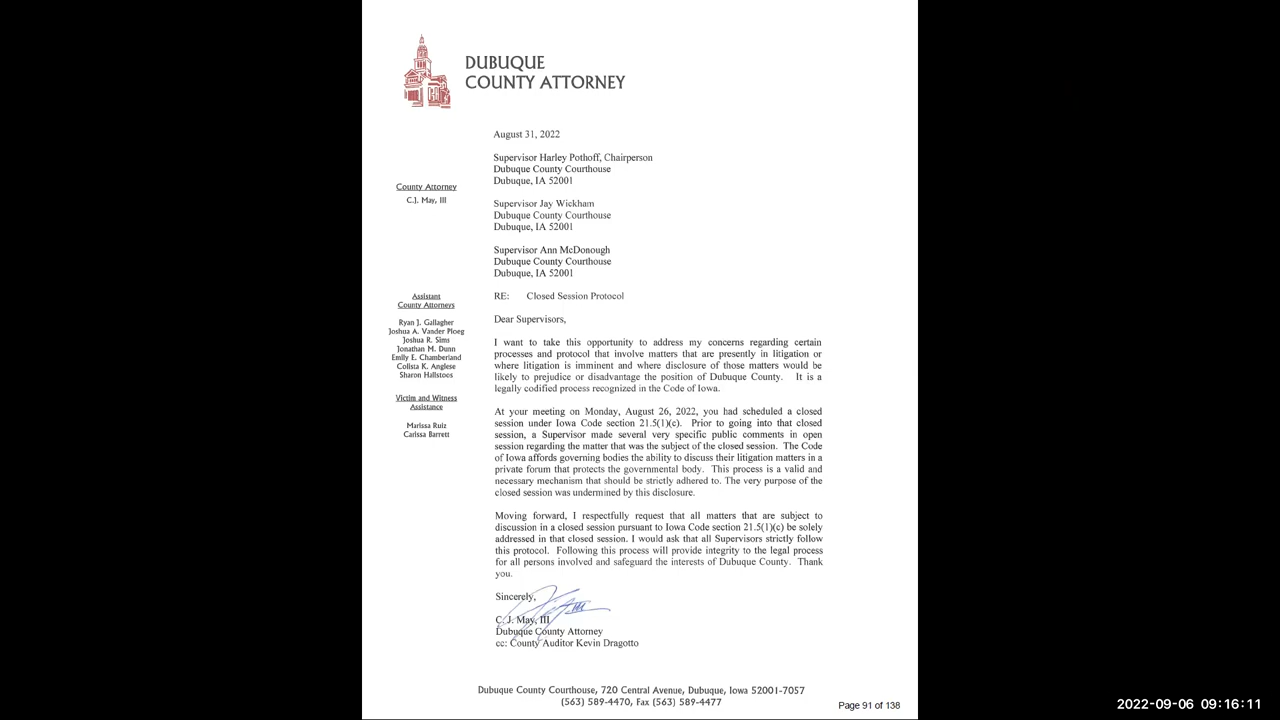 DUBUQUE
COUNTY ATTORNEY
August 31, 2022
Supervisor Harley Pothoff, Chairperson
Dubuque County Courthouse
Dubuque, IA 52001
County Attorney
C.J. May, III
Supervisor Jay Wickham
Dubuque County Courthouse
Dubuque, IA 52001
Supervisor Ann McDonough
Dubuque County Courthouse
Dubuque, IA 52001
Assistant
County Attorneys
Ryan J. Gallagher
Joshua A. Vander Ploeg
Joshua R. Sims
Jonathan M. Dunn
Emily E. Chamberland
Colista K. Anglese
Sharon Hallstoos
Victim and Witness
Assistance
Marissa Ruiz
Carissa Barrett
RE: Closed Session Protocol
Dear Supervisors,
I want to take this opportunity to address my concerns regarding certain
processes and protocol that involve matters that are presently in litigation or
where litigation is imminent and where disclosure of those matters would be
likely to prejudice or disadvantage the position of Dubuque County. It is a
legally codified process recognized in the Code of Iowa.
At your meeting on Monday, August 26, 2022, you had scheduled a closed
session under Iowa Code section 21.5(1)(c). Prior to going into that closed
session, a Supervisor made several very specific public comments in open
session regarding the matter that was the subject of the closed session. The Code
of Iowa affords governing bodies the ability to discuss their litigation matters in a
private forum that protects the governmental body. This process is a valid and
necessary mechanism that should be strictly adhered to. The very purpose of the
closed session was undermined by this disclosure.
Moving forward, I respectfully request that all matters that are subject to
discussion in a closed session pursuant to Iowa Code section 21.5(1)(c) be solely
addressed in that closed session. I would ask that all Supervisors strictly follow
this protocol. Following this process will provide integrity to the legal process
for all persons involved and safeguard the interests of Dubuque County. Thank
you.
Sincerely,
C. J. May, III
Dubuque County Attorney
cc: County Auditor Kevin Dragotto
Dubuque County Courthouse, 720 Central Avenue, Dubuque, Iowa 52001-7057
(563) 589-4470, Fax (563) 589-4477
Page 91 of 138
2022-09-06 09:16:11